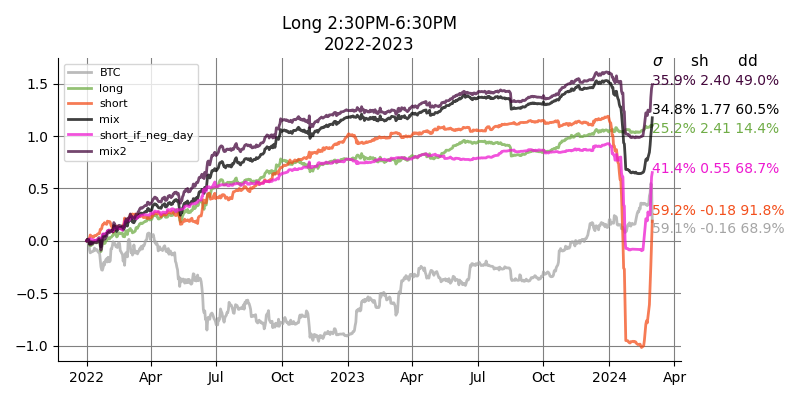 Long 2:30PM-6:30PM
2022-2023
σ sh dd
BTC
long
short
mix
short_if_neg_day
mix2
35.9% 2.40 49.0%
34.8% 1.77 60.5%
25.2% 2.41 14.4%
41.4% 0.55 68.7%
59.2% -0.18 91.8%
59.1% -0.16 68.9%
1.5
1.0
0.5
0.0
−0.5
−1.0
2022 Apr Jul Oct 2023 Apr Jul Oct 2024 Apr